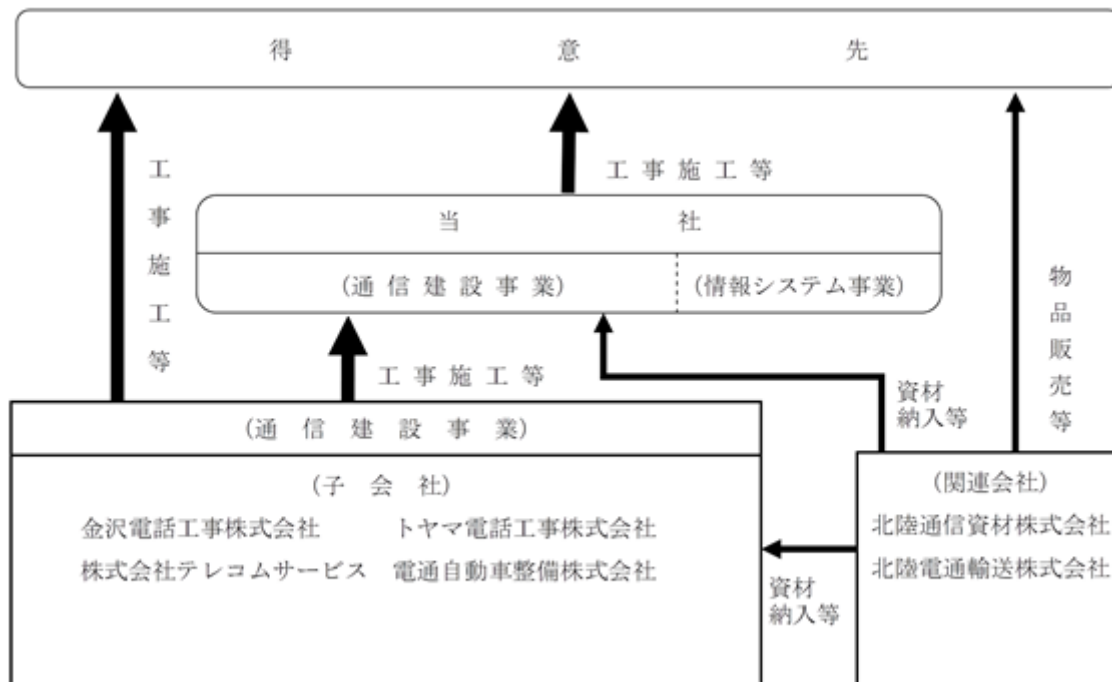 得意先
工事施工等
工事施工等
当社
(通信建設事業)
(情報システム事業)
物品販売等
工事施工等
資材
納入等
(通信建設事業)
(子会社)
金沢電話工事株式会社 トヤマ電話工事株式会社
株式会社テレコムサービス 電通自動車整備株式会社
(関連会社)
北陸通信資材株式会社
北陸電通輸送株式会社
資材
納入等